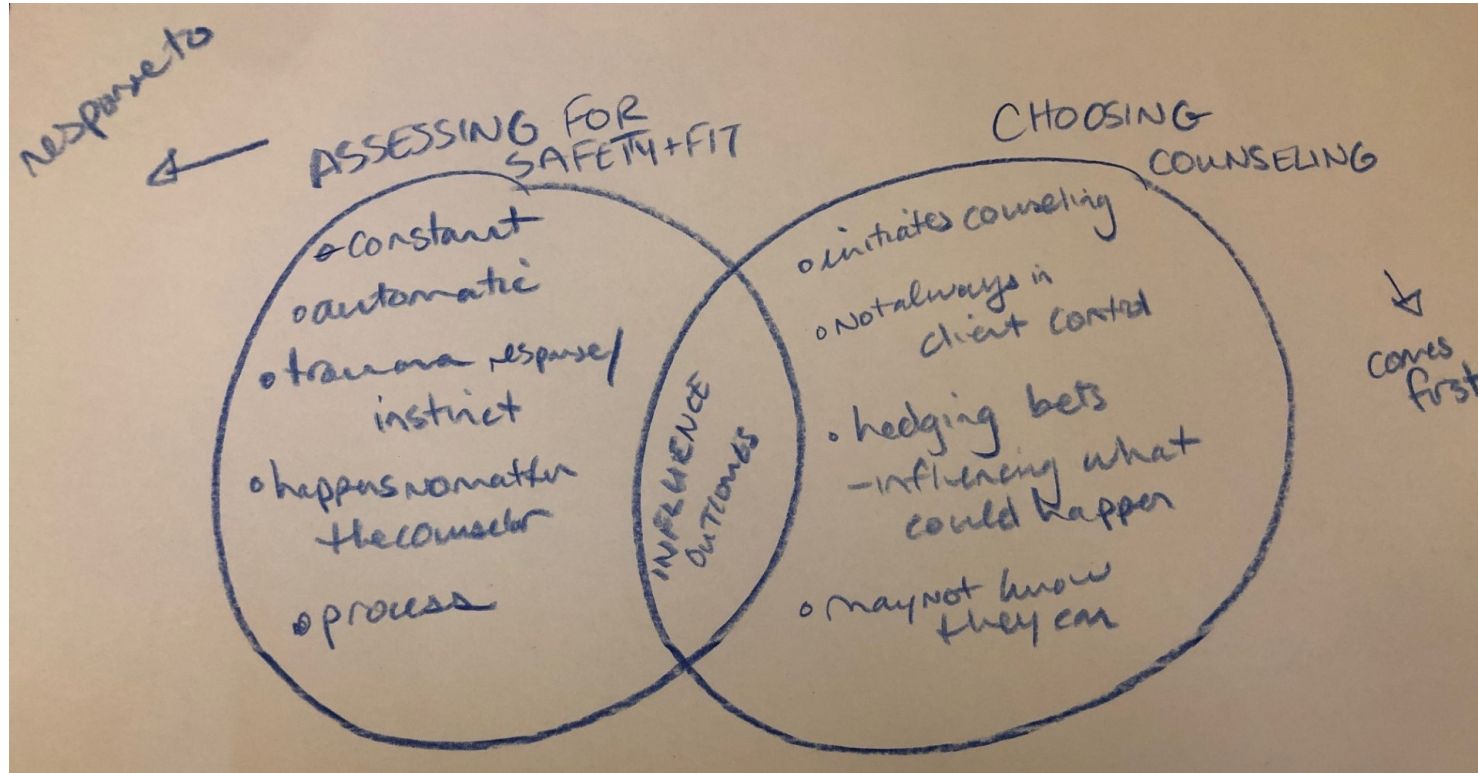 response to
ASSESSING FOR
SAFETY + FIT
• constant
• automatic
• trauma response/
instinct
• happens no matter
the counselor
• process
INFLUENCE
OUTCOMES
CHOOSING
COUNSELING
• initiates counseling
• Not always in
client control
• hedging bets
- influencing what
could happen
• may not know
they can
comes
first